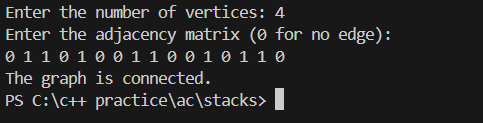 Enter the number of vertices: 4
Enter the adjacency matrix (0 for no edge):
0 1 1 0 1 0 0 1 1 0 0 1 0 1 1 0
The graph is connected.
PS C:\c++ practice\ac\stacks>